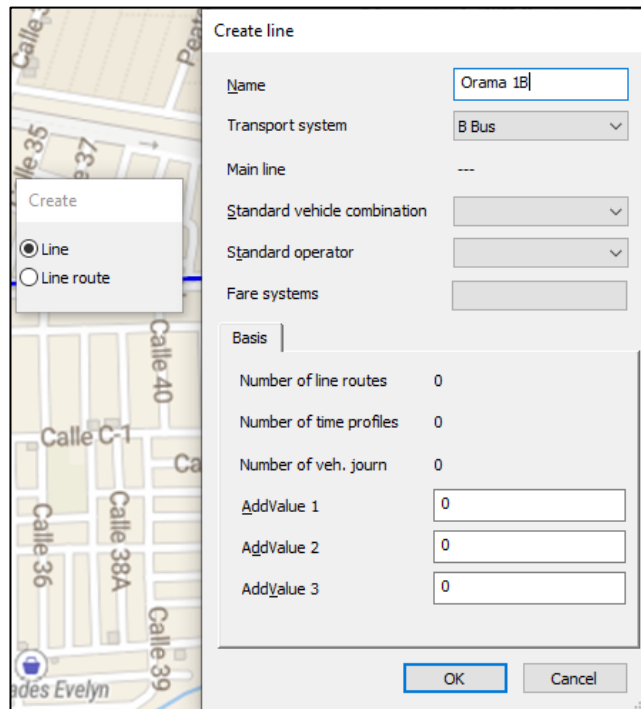 Calle
Peat
Calle 35
Calle 37
Create
Line
Line route
Calle 40
Calle C-1
Ca
Calle 36
Calle 38A
Calle 39
ades Evelyn
Create line
Name
Orama 1B
Transport system
B Bus
Main line
---
Standard vehicle combination
Standard operator
Fare systems
Basis
Number of line routes
0
Number of time profiles
0
Number of veh. journ
0
AddValue 1
0
AddValue 2
0
AddValue 3
0
OK
Cancel